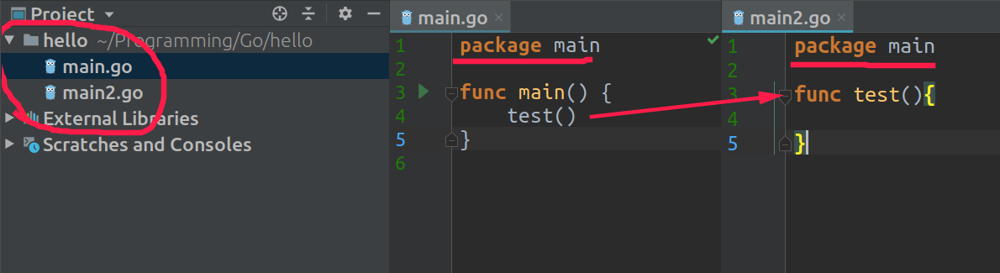 Project
hello ~/Programming/Go/hello
main.go
main2.go
External Libraries
Scratches and Consoles
main.go
1 package main
2
3 func main() {
4 test()
5 }
6
main2.go
1 package main
2
3 func test(){
4
5 }